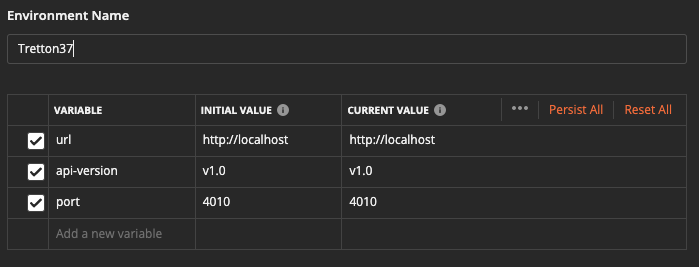 Environment Name
Tretton37
VARIABLE INITIAL VALUE CURRENT VALUE Persist All Reset All
url http://localhost http://localhost
api-version v1.0 v1.0
port 4010 4010
Add a new variable